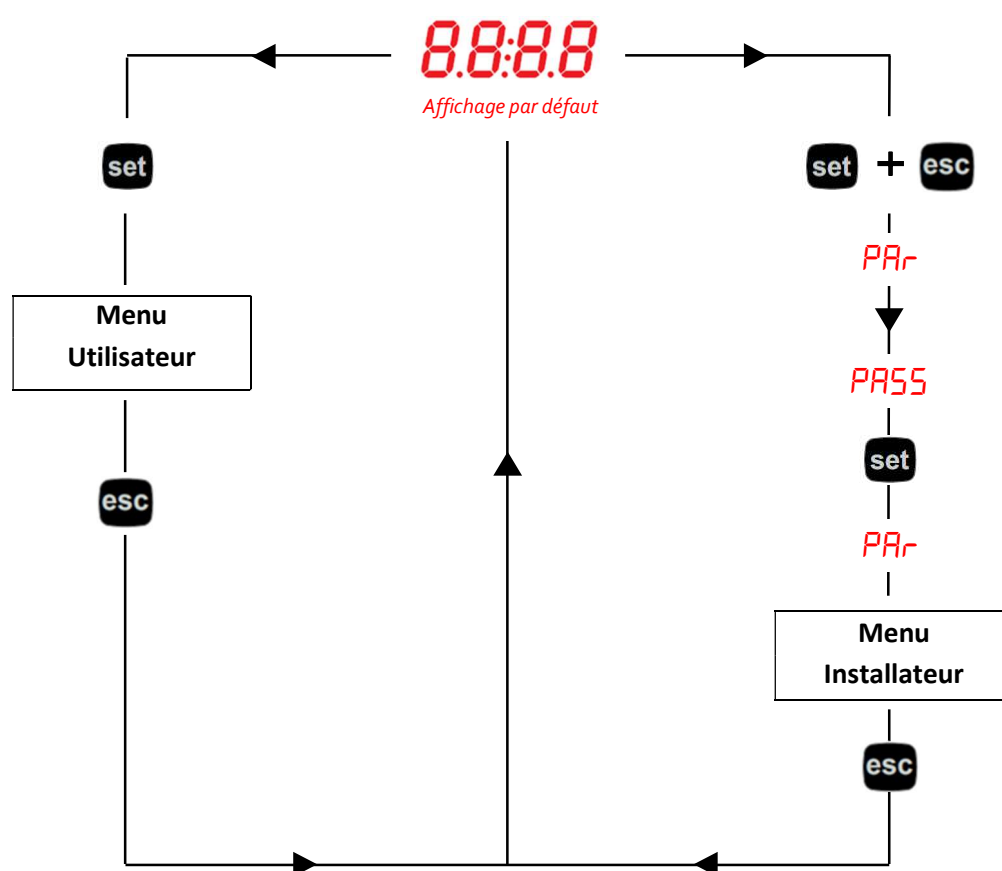 8.8:8.8
Affichage par défaut
set
set + esc
PAr
Menu
Utilisateur
PASS
set
esc
PAr
Menu
Installateur
esc